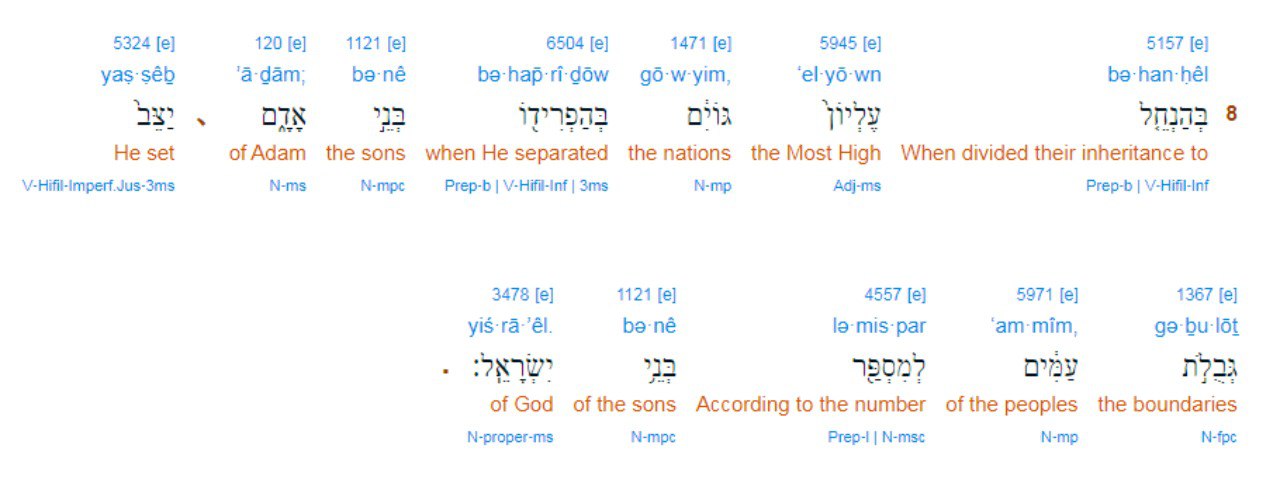 5324 [e] 120 [e] 1121 [e] 6504 [e] 1471 [e] 5945 [e] 5157 [e]
yaṣ·ṣêḇ ’ā·ḏām; bə·nê bə·hap̄·rî·ḏōw gō·w·yim, ‘el·yō·wn bə·han·ḥêl
8 בְּהַנְחֵ֤ל עֶלְיוֹן֙ גּוֹיִ֔ם בְּהַפְרִיד֖וֹ בְּנֵ֣י אָדָ֑ם 、 יַצֵּב֙
He set of Adam the sons when He separated the nations the Most High When divided their inheritance to
V-Hifil-Imperf.Jus-3ms N-ms N-mpc Prep-b | V-Hifil-Inf | 3ms N-mp Adj-ms Prep-b | V-Hifil-Inf
3478 [e] 1121 [e] 4557 [e] 5971 [e] 1367 [e]
yiś·rā·’êl. bə·nê lə·mis·par ‘am·mîm, gə·ḇu·lōṯ
גְּבֻלֹ֣ת עַמִּ֔ים לְמִסְפַּ֖ר בְּנֵ֥י יִשְׂרָאֵֽל׃ .
of God of the sons According to the number of the peoples the boundaries
N-proper-ms N-mpc Prep-l | N-msc N-mp N-fpc